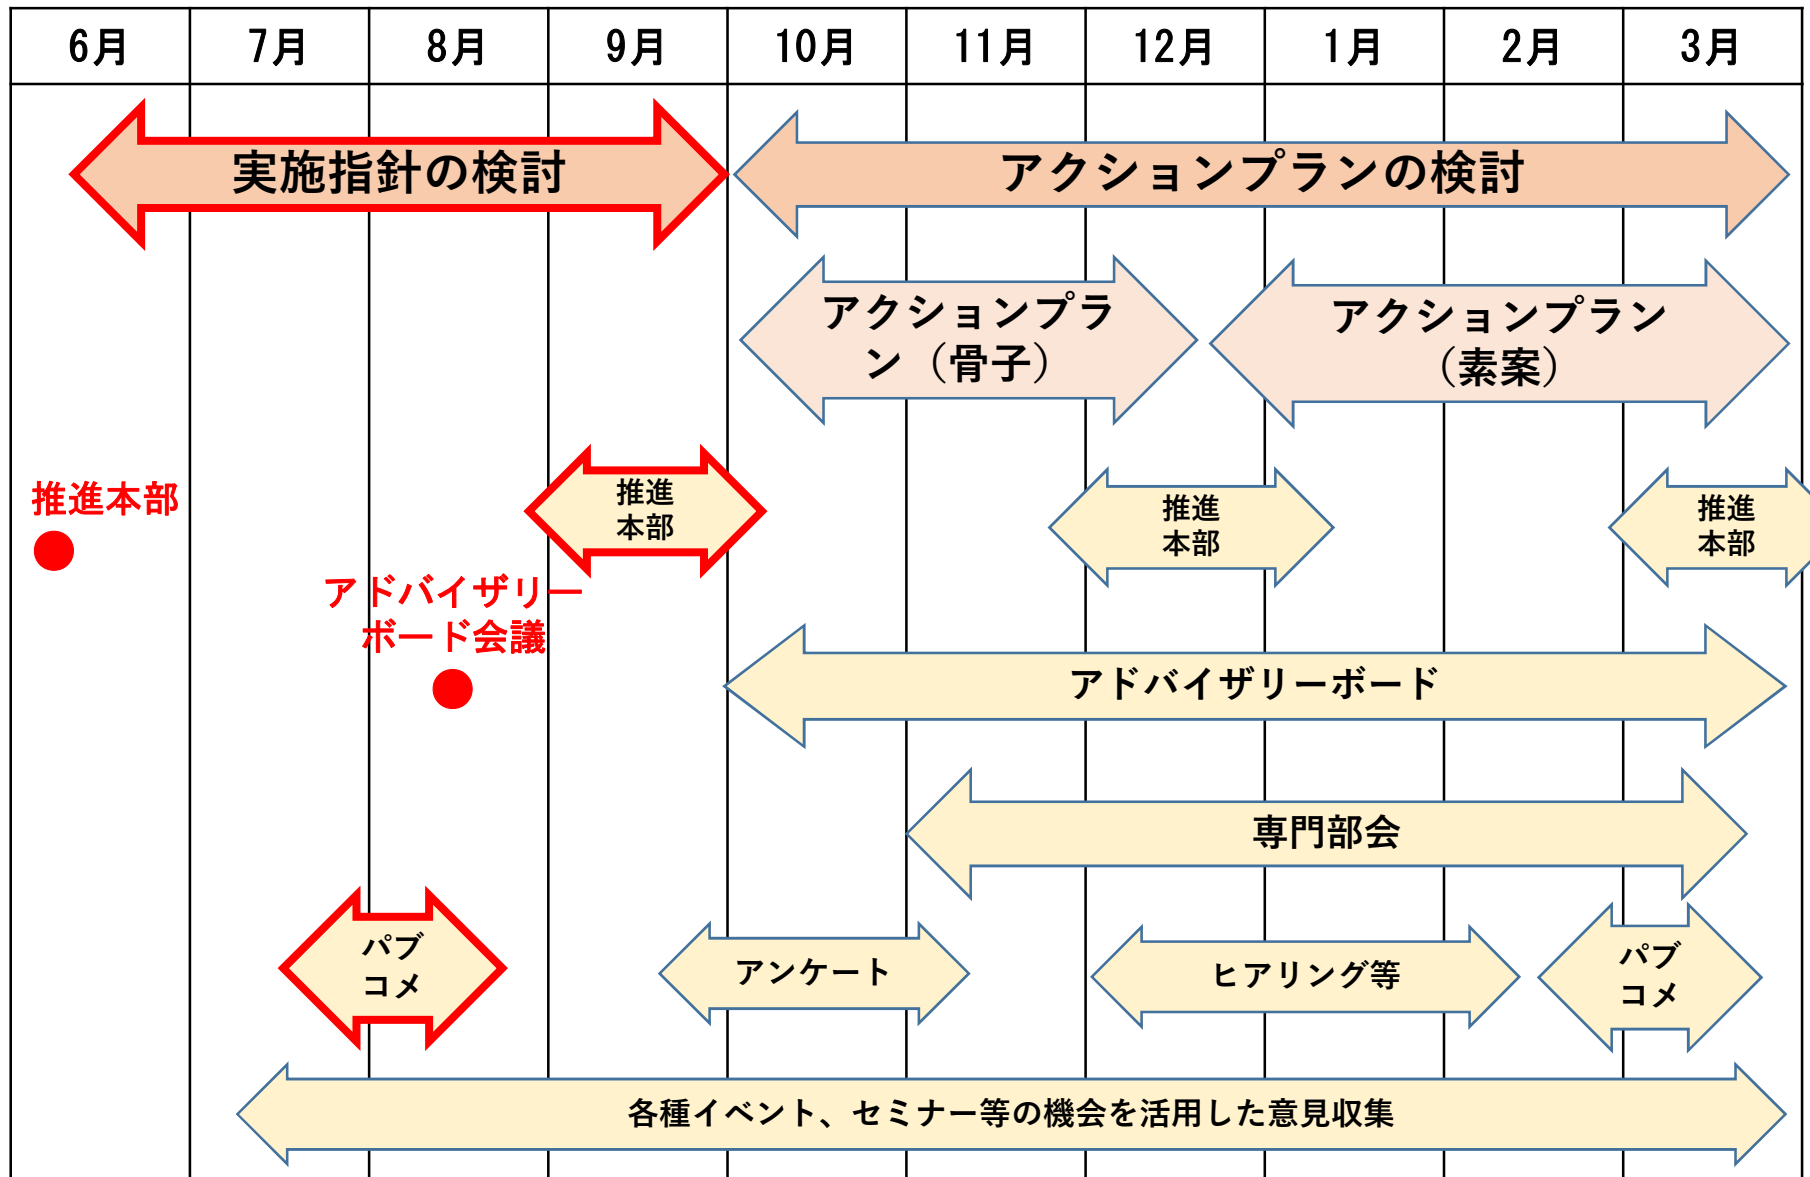 6月 7月 8月 9月 10月 11月 12月 1月 2月 3月
実施指針の検討
アクションプランの検討
アクションプラ
ン（骨子）
アクションプラン
（素案）
推進本部
推進
本部
推進
本部
推進
本部
アドバイザリー
ボード会議
アドバイザリーボード
専門部会
パブ
コメ
アンケート
ヒアリング等
パブ
コメ
各種イベント、セミナー等の機会を活用した意見収集